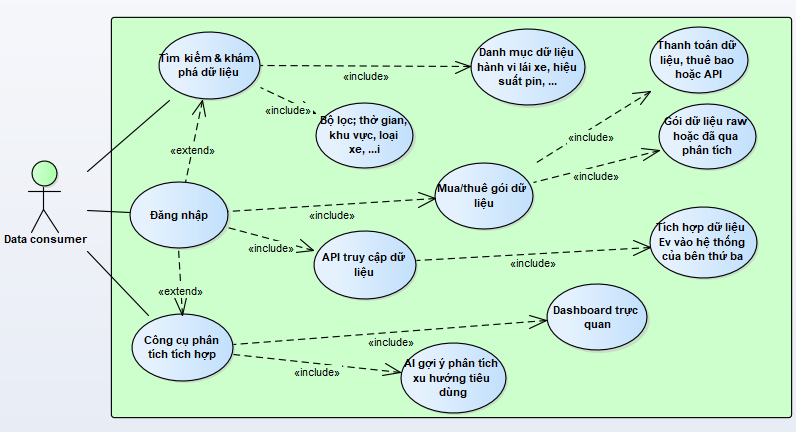 Tìm kiếm & khám
phá dữ liệu
«include»
Danh mục dữ liệu
hành vi lái xe, hiệu
suất pin, ...
Thanh toán dữ
liệu, thuê bao
hoặc API
«include»
Bộ lọc; thờ gian,
khu vực, loại
xe, ...i
«include»
Gói dữ liệu raw
hoặc đã qua
phân tích
«extend»
«include»
Data consumer
Đăng nhập
«include»
Mua/thuê gói dữ
liệu
«include»
API truy cập dữ
liệu
«include»
Tích hợp dữ liệu
Ev vào hệ thống
của bên thứ ba
«extend»
Công cụ phân
tích tích hợp
«include»
Dashboard trực
quan
«include»
AI gợi ý phân tích
xu hướng tiêu
dùng